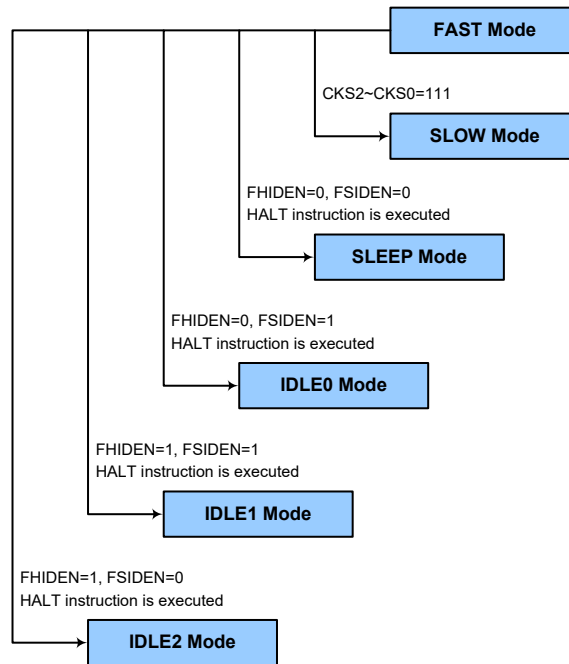 FAST Mode
CKS2~CKS0=111
SLOW Mode
FHIDEN=0, FSIDEN=0
HALT instruction is executed
SLEEP Mode
FHIDEN=0, FSIDEN=1
HALT instruction is executed
IDLE0 Mode
FHIDEN=1, FSIDEN=1
HALT instruction is executed
IDLE1 Mode
FHIDEN=1, FSIDEN=0
HALT instruction is executed
IDLE2 Mode